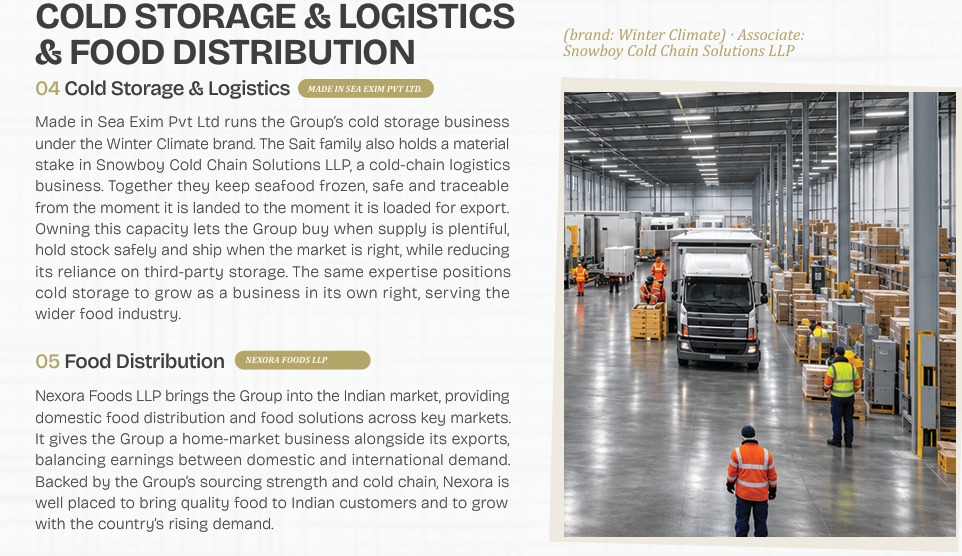 COLD STORAGE & LOGISTICS
& FOOD DISTRIBUTION
(brand: Winter Climate) · Associate:
Snowboy Cold Chain Solutions LLP
04 Cold Storage & Logistics MADE IN SEA EXIM PVT LTD.
Made in Sea Exim Pvt Ltd runs the Group's cold storage business
under the Winter Climate brand. The Sait family also holds a material
stake in Snowboy Cold Chain Solutions LLP, a cold-chain logistics
business. Together they keep seafood frozen, safe and traceable
from the moment it is landed to the moment it is loaded for export.
Owning this capacity lets the Group buy when supply is plentiful,
hold stock safely and ship when the market is right, while reducing
its reliance on third-party storage. The same expertise positions
cold storage to grow as a business in its own right, serving the
wider food industry.
05 Food Distribution NEXORA FOODS LLP
Nexora Foods LLP brings the Group into the Indian market, providing
domestic food distribution and food solutions across key markets.
It gives the Group a home-market business alongside its exports,
balancing earnings between domestic and international demand.
Backed by the Group's sourcing strength and cold chain, Nexora is
well placed to bring quality food to Indian customers and to grow
with the country's rising demand.